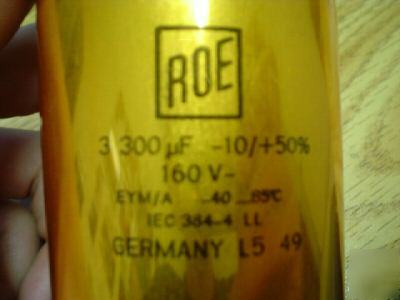 ROE
3 300 µF -10/+50%
160 V-
EYM/A -40...85°C
IEC 384-4 LL
GERMANY L5 49